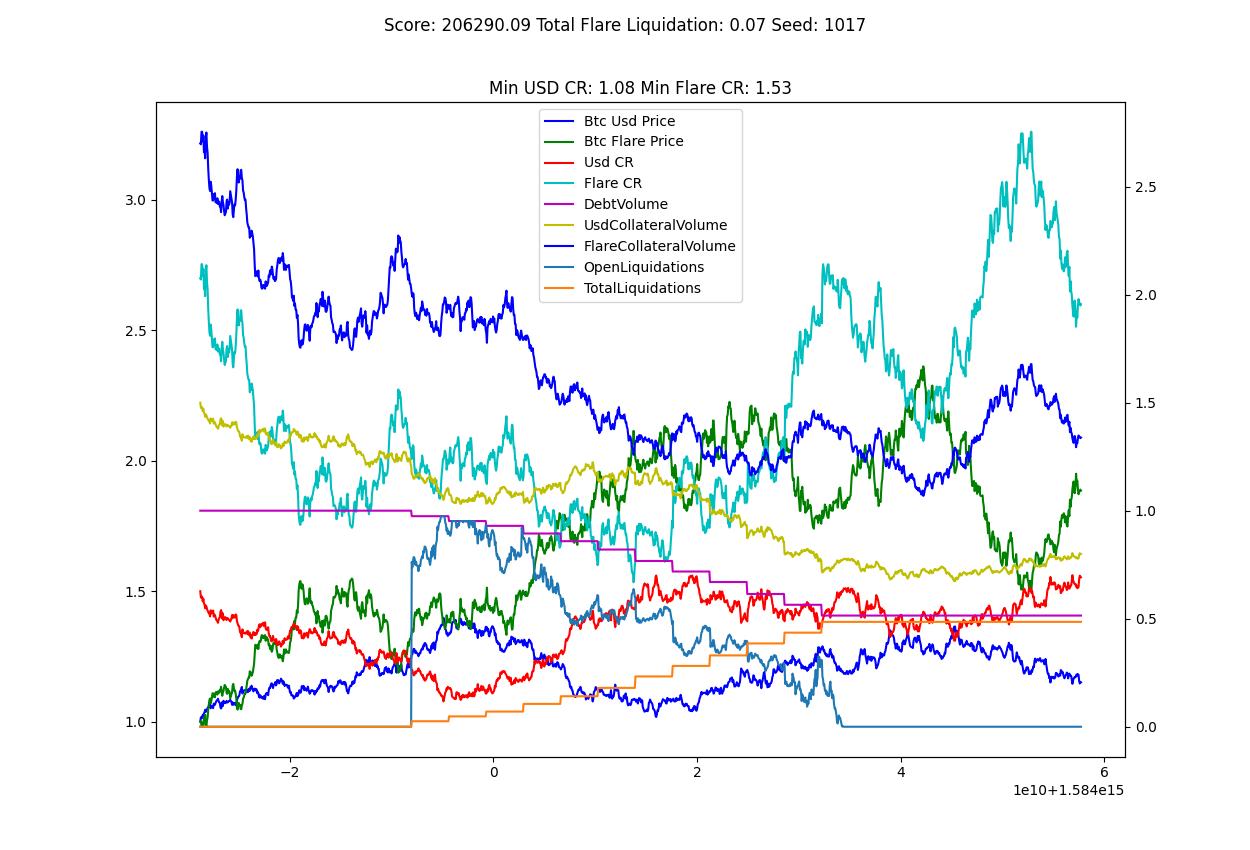 Score: 206290.09 Total Flare Liquidation: 0.07 Seed: 1017
Min USD CR: 1.08 Min Flare CR: 1.53
Btc Usd Price
Btc Flare Price
Usd CR
Flare CR
DebtVolume
UsdCollateralVolume
FlareCollateralVolume
OpenLiquidations
TotalLiquidations
3.0
2.5
2.0
1.5
1.0
2.5
2.0
1.5
1.0
0.5
0.0
−2
0
2
4
6
1e10+1.584e15